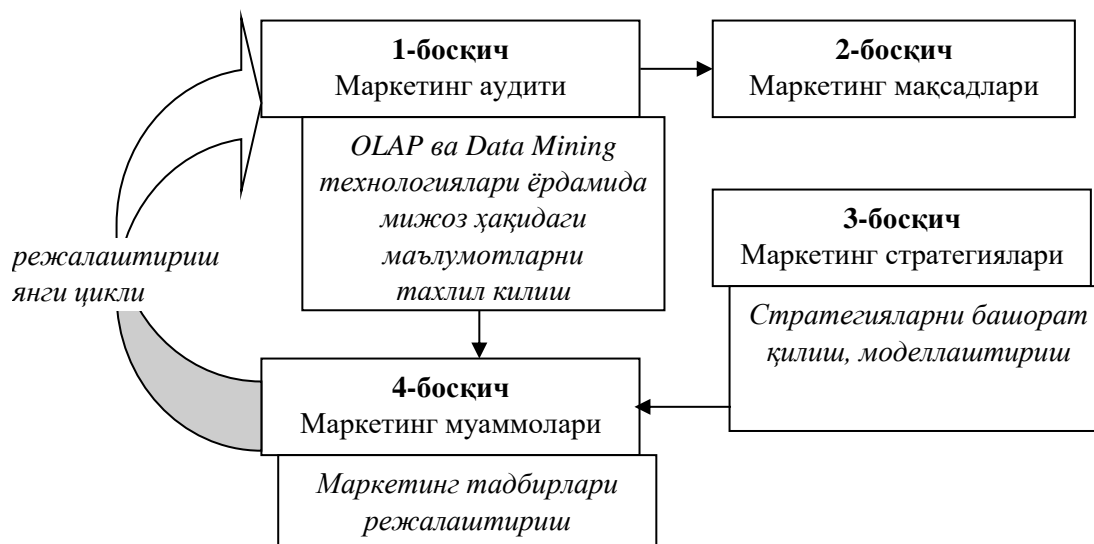 1-босқич
Маркетинг аудити
OLAP ва Data Mining
технологиялари ёрдамида
мижоз ҳақидаги
маълумотларни
тахлил килиш
2-босқич
Маркетинг мақсадлари
3-босқич
Маркетинг стратегиялари
Стратегияларни башорат
қилиш, моделлаштириш
режалаштириш
янги цикли
4-босқич
Маркетинг муаммолари
Маркетинг тадбирлари
режалаштириш